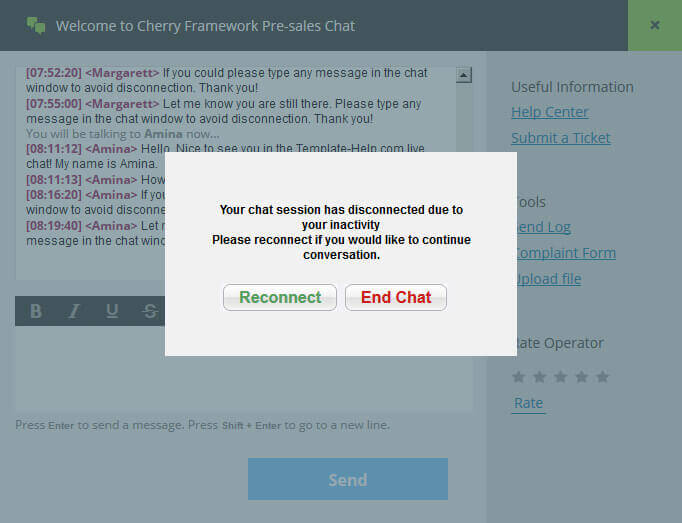 Welcome to Cherry Framework Pre-sales Chat
×
[07:52:20] <Margarett> If you could please type any message in the chat
window to avoid disconnection. Thank you!
[07:55:00] <Margarett> Let me know you are still there. Please type any
message in the chat window to avoid disconnection. Thank you!
You will be talking to Amina now...
[08:11:12] <Amina> Hello. Nice to see you in the Template-Help.com live
chat! My name is Amina.
[08:11:13] <Amina> How
[08:16:20] <Amina> If you
window to avoid
[08:19:40] <Amina> Let
message in the chat
Your chat session has disconnected due to
your inactivity
Please reconnect if you would like to continue
conversation.
Reconnect
End Chat
B I U S
Press Enter to send a message. Press Shift + Enter to go to a new line.
Send
Useful Information
Help Center
Submit a Ticket
Tools
Send Log
Complaint Form
Upload file
Rate Operator
Rate